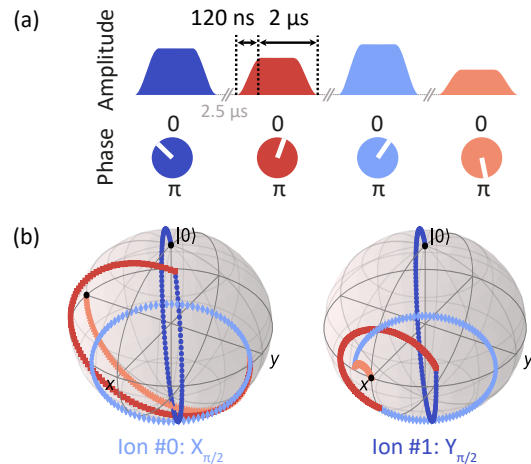 (a)
120 ns 2 μs
Amplitude
2.5 μs
Phase
0 0 0 0
π π π π
(b)
|0⟩ |0⟩
y y
x x
Ion #0: X_{π/2} Ion #1: Y_{π/2}